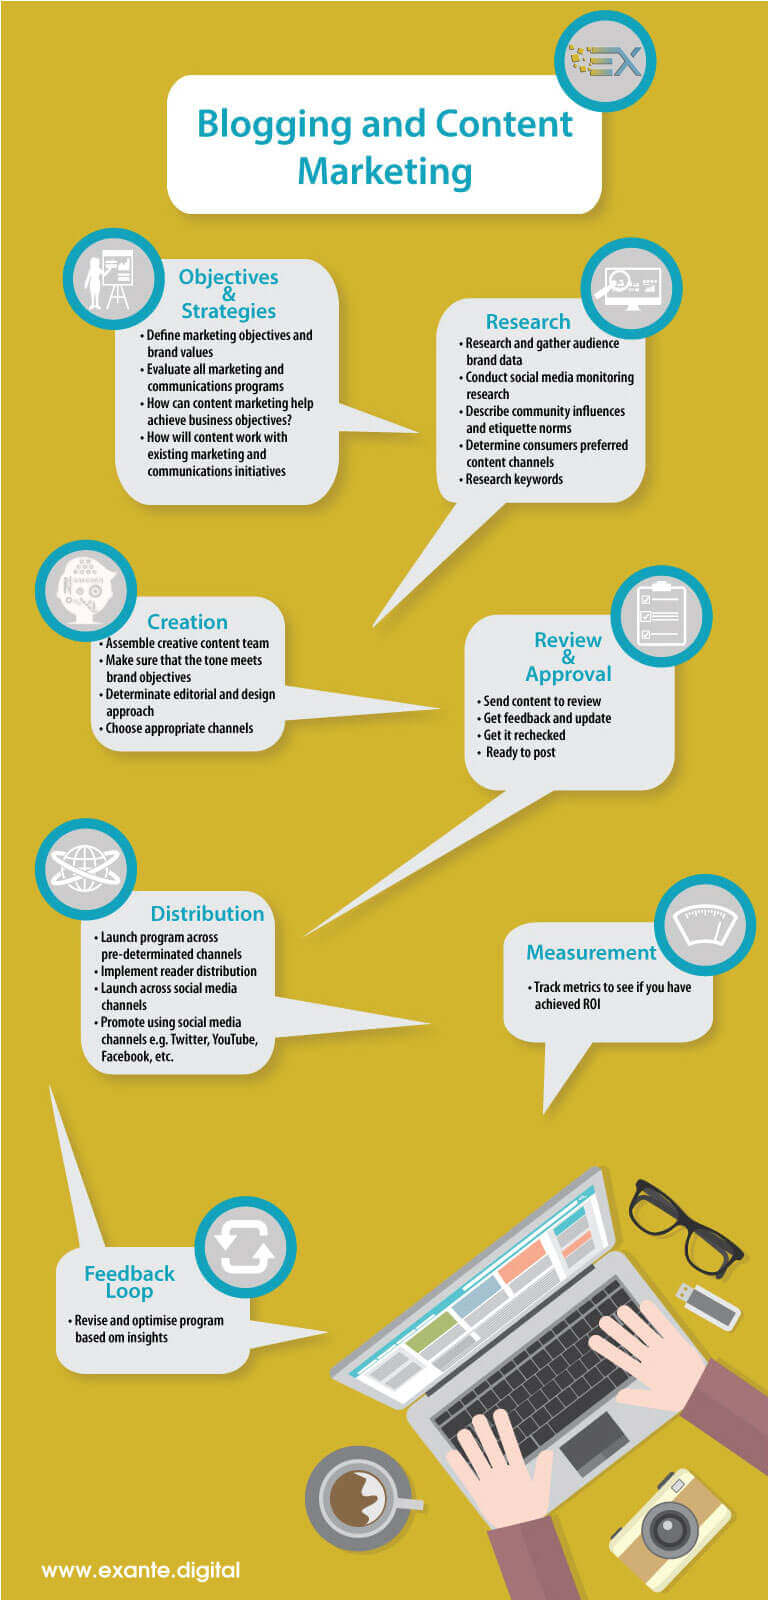 EX
Blogging and Content
Marketing
Objectives
&
Strategies
• Define marketing objectives and
brand values
• Evaluate all marketing and
communications programs
• How can content marketing help
achieve business objectives?
• How will content work with
existing marketing and
communications initiatives
Research
• Research and gather audience
brand data
• Conduct social media monitoring
research
• Describe community influences
and etiquette norms
• Determine consumers preferred
content channels
• Research keywords
Creation
• Assemble creative content team
• Make sure that the tone meets
brand objectives
• Determinate editorial and design
approach
• Choose appropriate channels
Review
&
Approval
• Send content to review
• Get feedback and update
• Get it rechecked
• Ready to post
Distribution
• Launch program across
pre-determinated channels
• Implement reader distribution
• Launch across social media
channels
• Promote using social media
channels e.g. Twitter, YouTube,
Facebook, etc.
Measurement
• Track metrics to see if you have
achieved ROI
Feedback
Loop
• Revise and optimise program
based om insights
www.exante.digital